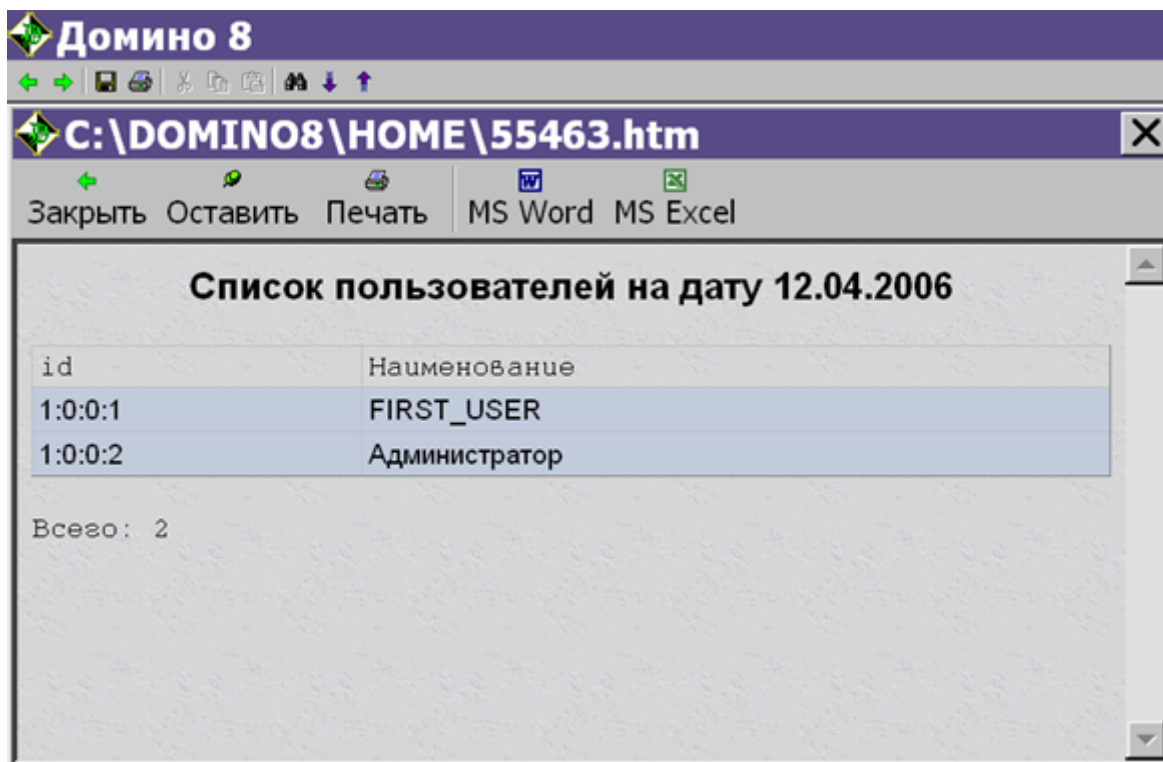 Домино 8
C:\DOMINO8\HOME\55463.htm
Закрыть Оставить Печать MS Word MS Excel
Список пользователей на дату 12.04.2006
id Наименование
1:0:0:1 FIRST_USER
1:0:0:2 Администратор
Всего: 2